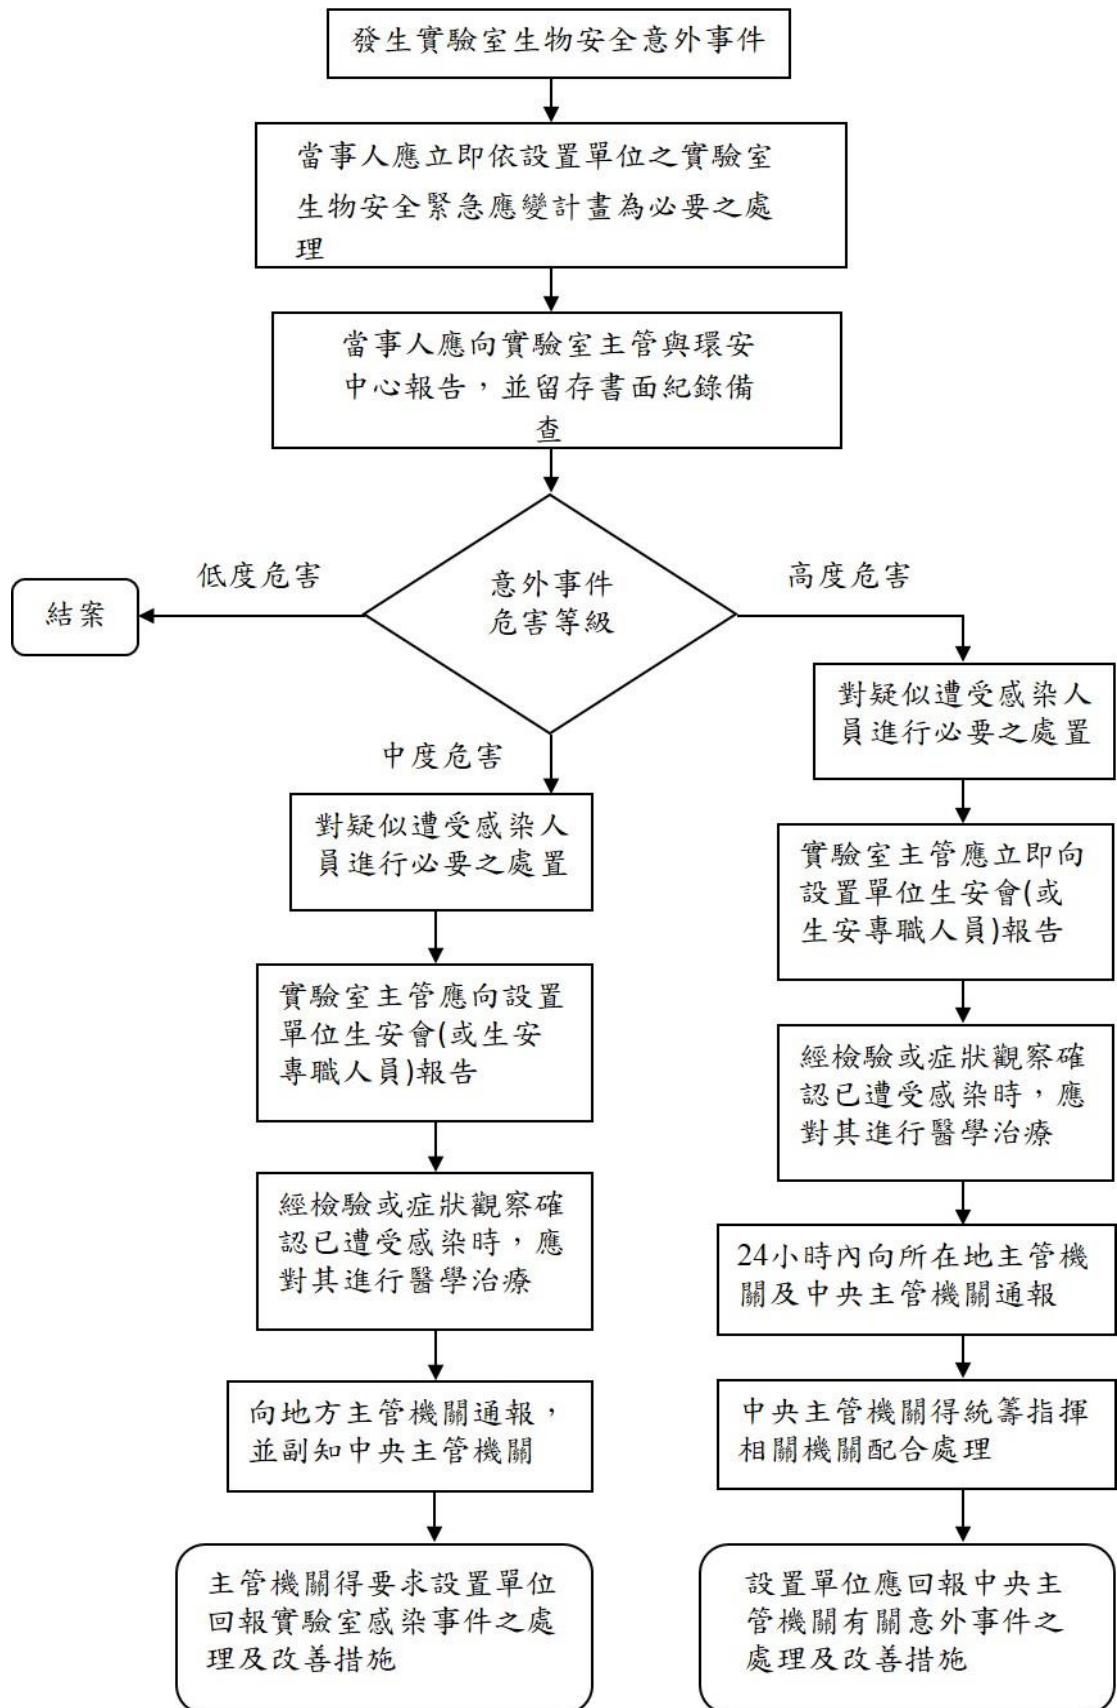 發生實驗室生物安全意外事件
當事人應立即依設置單位之實驗室
生物安全緊急應變計畫為必要之處
理
當事人應向實驗室主管與環安
中心報告，並留存書面紀錄備
查
意外事件
危害等級
低度危害
結案
中度危害
對疑似遭受感染人
員進行必要之處置
實驗室主管應向設置
單位生安會(或生安
專職人員)報告
經檢驗或症狀觀察確
認已遭受感染時，應
對其進行醫學治療
向地方主管機關通報，
並副知中央主管機關
主管機關得要求設置單位
回報實驗室感染事件之處
理及改善措施
高度危害
對疑似遭受感染人
員進行必要之處置
實驗室主管應立即向
設置單位生安會(或
生安專職人員)報告
經檢驗或症狀觀察確
認已遭受感染時，應
對其進行醫學治療
24小時內向所在地主管機
關及中央主管機關通報
中央主管機關得統籌指揮
相關機關配合處理
設置單位應回報中央主
管機關有關意外事件之
處理及改善措施